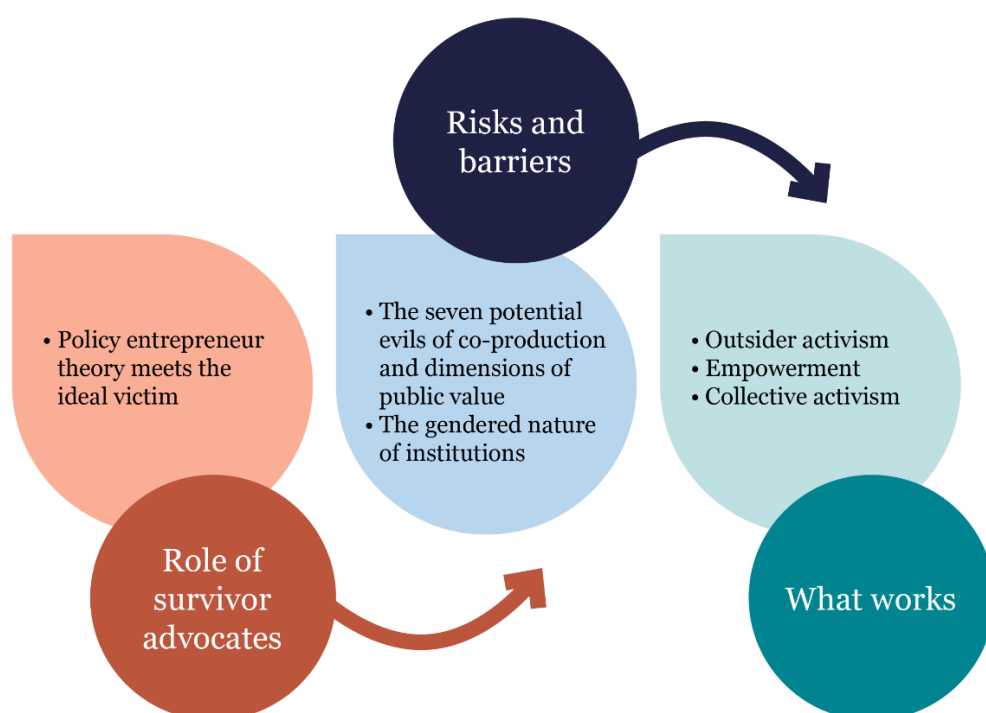 Risks and
barriers
• Policy entrepreneur
theory meets the
ideal victim
• The seven potential
evils of co-production
and dimensions of
public value
• The gendered nature
of institutions
• Outsider activism
• Empowerment
• Collective activism
Role of
survivor
advocates
What works